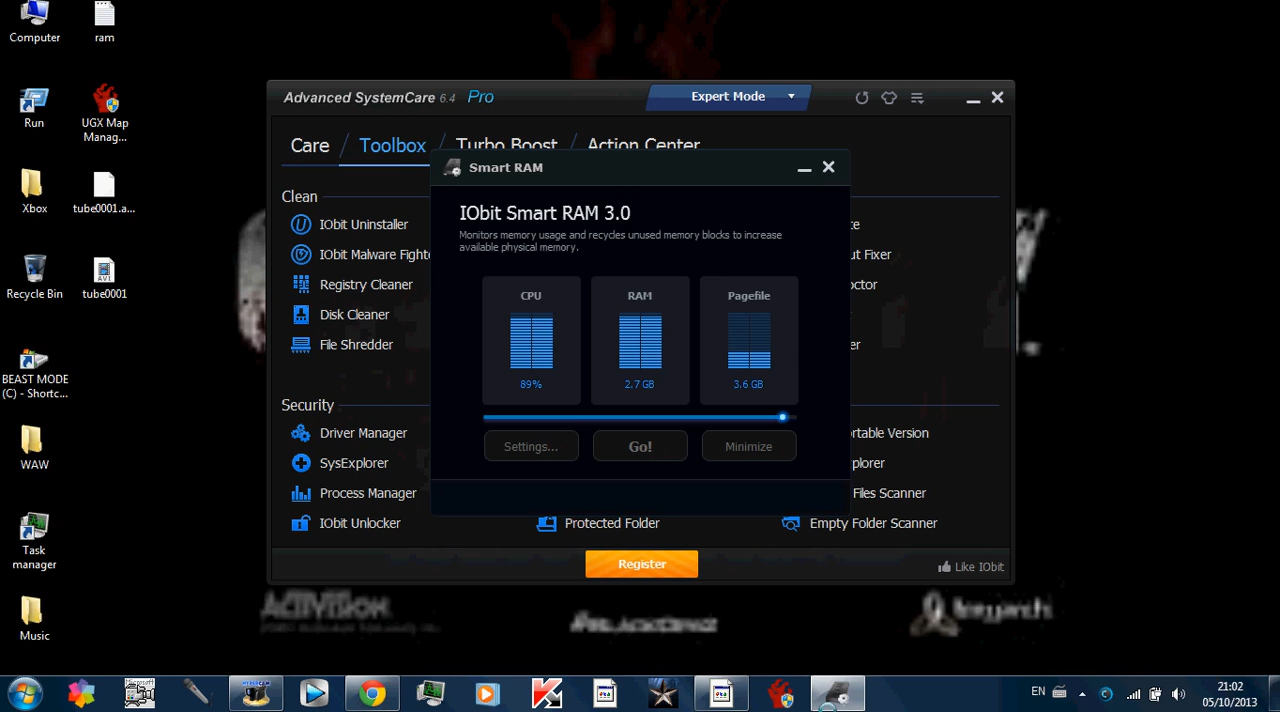 Computer
ram
Run
UGX Map
Manag...
Xbox
tube0001.a...
Recycle Bin
AVI
tube0001
BEAST MODE
(C) - Shortc...
WAW
Task
manager
Music
Advanced SystemCare 6.4 Pro
Expert Mode
Care
Toolbox
Turbo Boost
Action Center
Clean
IObit Uninstaller
IObit Malware Fighte
Registry Cleaner
Disk Cleaner
File Shredder
Security
Driver Manager
SysExplorer
Process Manager
IObit Unlocker
Smart RAM
IObit Smart RAM 3.0
Monitors memory usage and recycles unused memory blocks to increase
available physical memory.
CPU
RAM
Pagefile
89%
2.7 GB
3.6 GB
Settings...
Go!
Minimize
te
ut Fixer
octor
er
ortable Version
plorer
Files Scanner
Protected Folder
Empty Folder Scanner
Register
Like IObit
ACTIVISION
treyarch
HYPERCAM
EN
21:02
05/10/2013